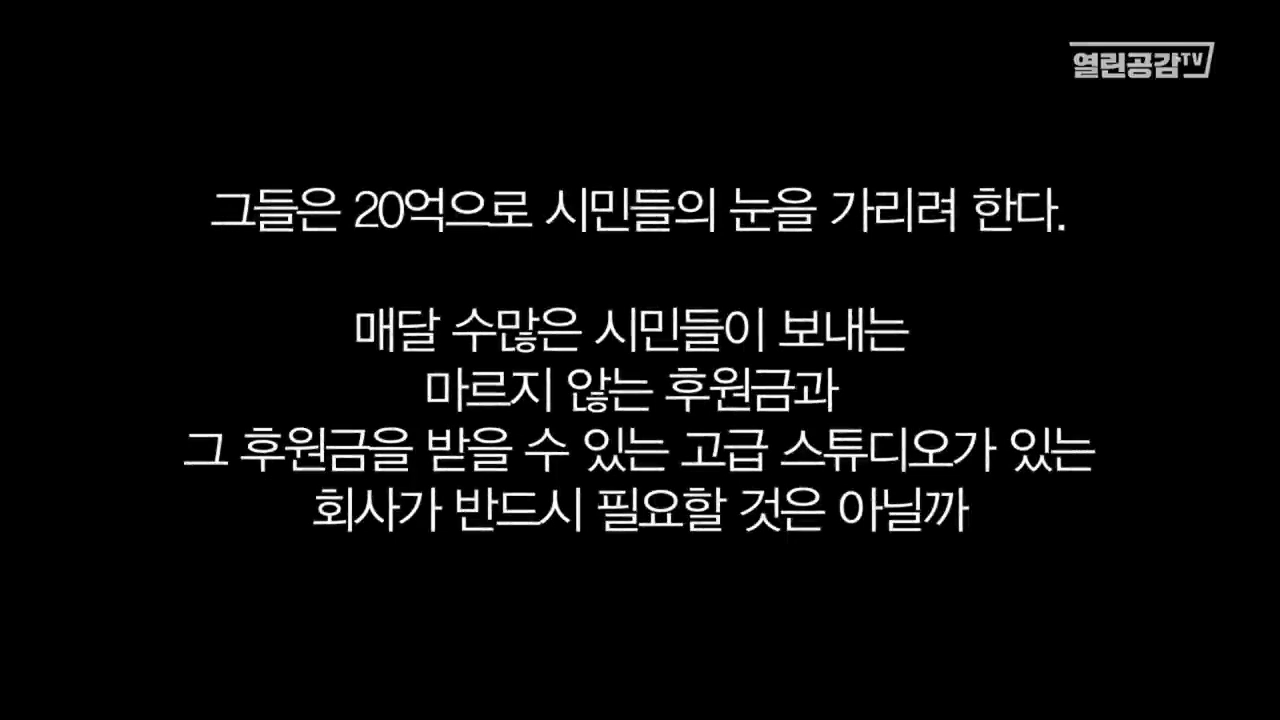 열린공감TV
그들은 20억으로 시민들의 눈을 가리려 한다.
매달 수많은 시민들이 보내는
마르지 않는 후원금과
그 후원금을 받을 수 있는 고급 스튜디오가 있는
회사가 반드시 필요할 것은 아닐까